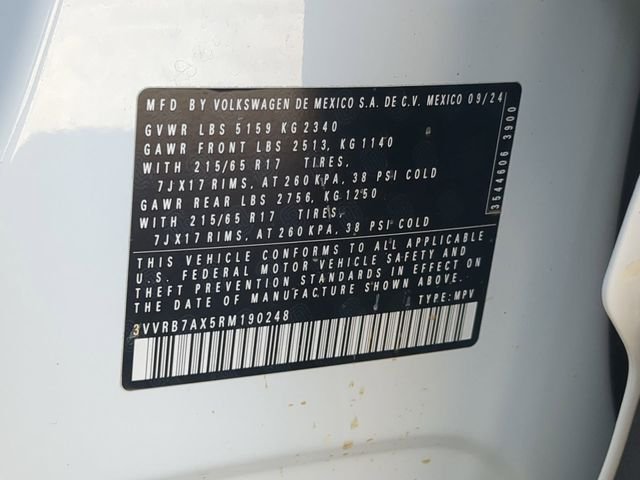 MFD BY VOLKSWAGEN DE MEXICO S.A. DE C.V. MEXICO 09/24
GVWR LBS 5159 KG 2340
GAWR FRONT LBS 2513, KG 1140
WITH 215/65 R17 TIRES,
7JX17 RIMS, AT 260 KPA, 38 PSI COLD
GAWR REAR LBS 2756, KG 1250
WITH 215/65 R17 TIRES,
7JX17 RIMS, AT 260 KPA, 38 PSI COLD
THIS VEHICLE CONFORMS TO ALL APPLICABLE
U.S. FEDERAL MOTOR VEHICLE SAFETY AND
THEFT PREVENTION STANDARDS IN EFFECT ON
THE DATE OF MANUFACTURE SHOWN ABOVE.
3VVRB7AX5RM190248 TYPE: MPV
3544606 3900